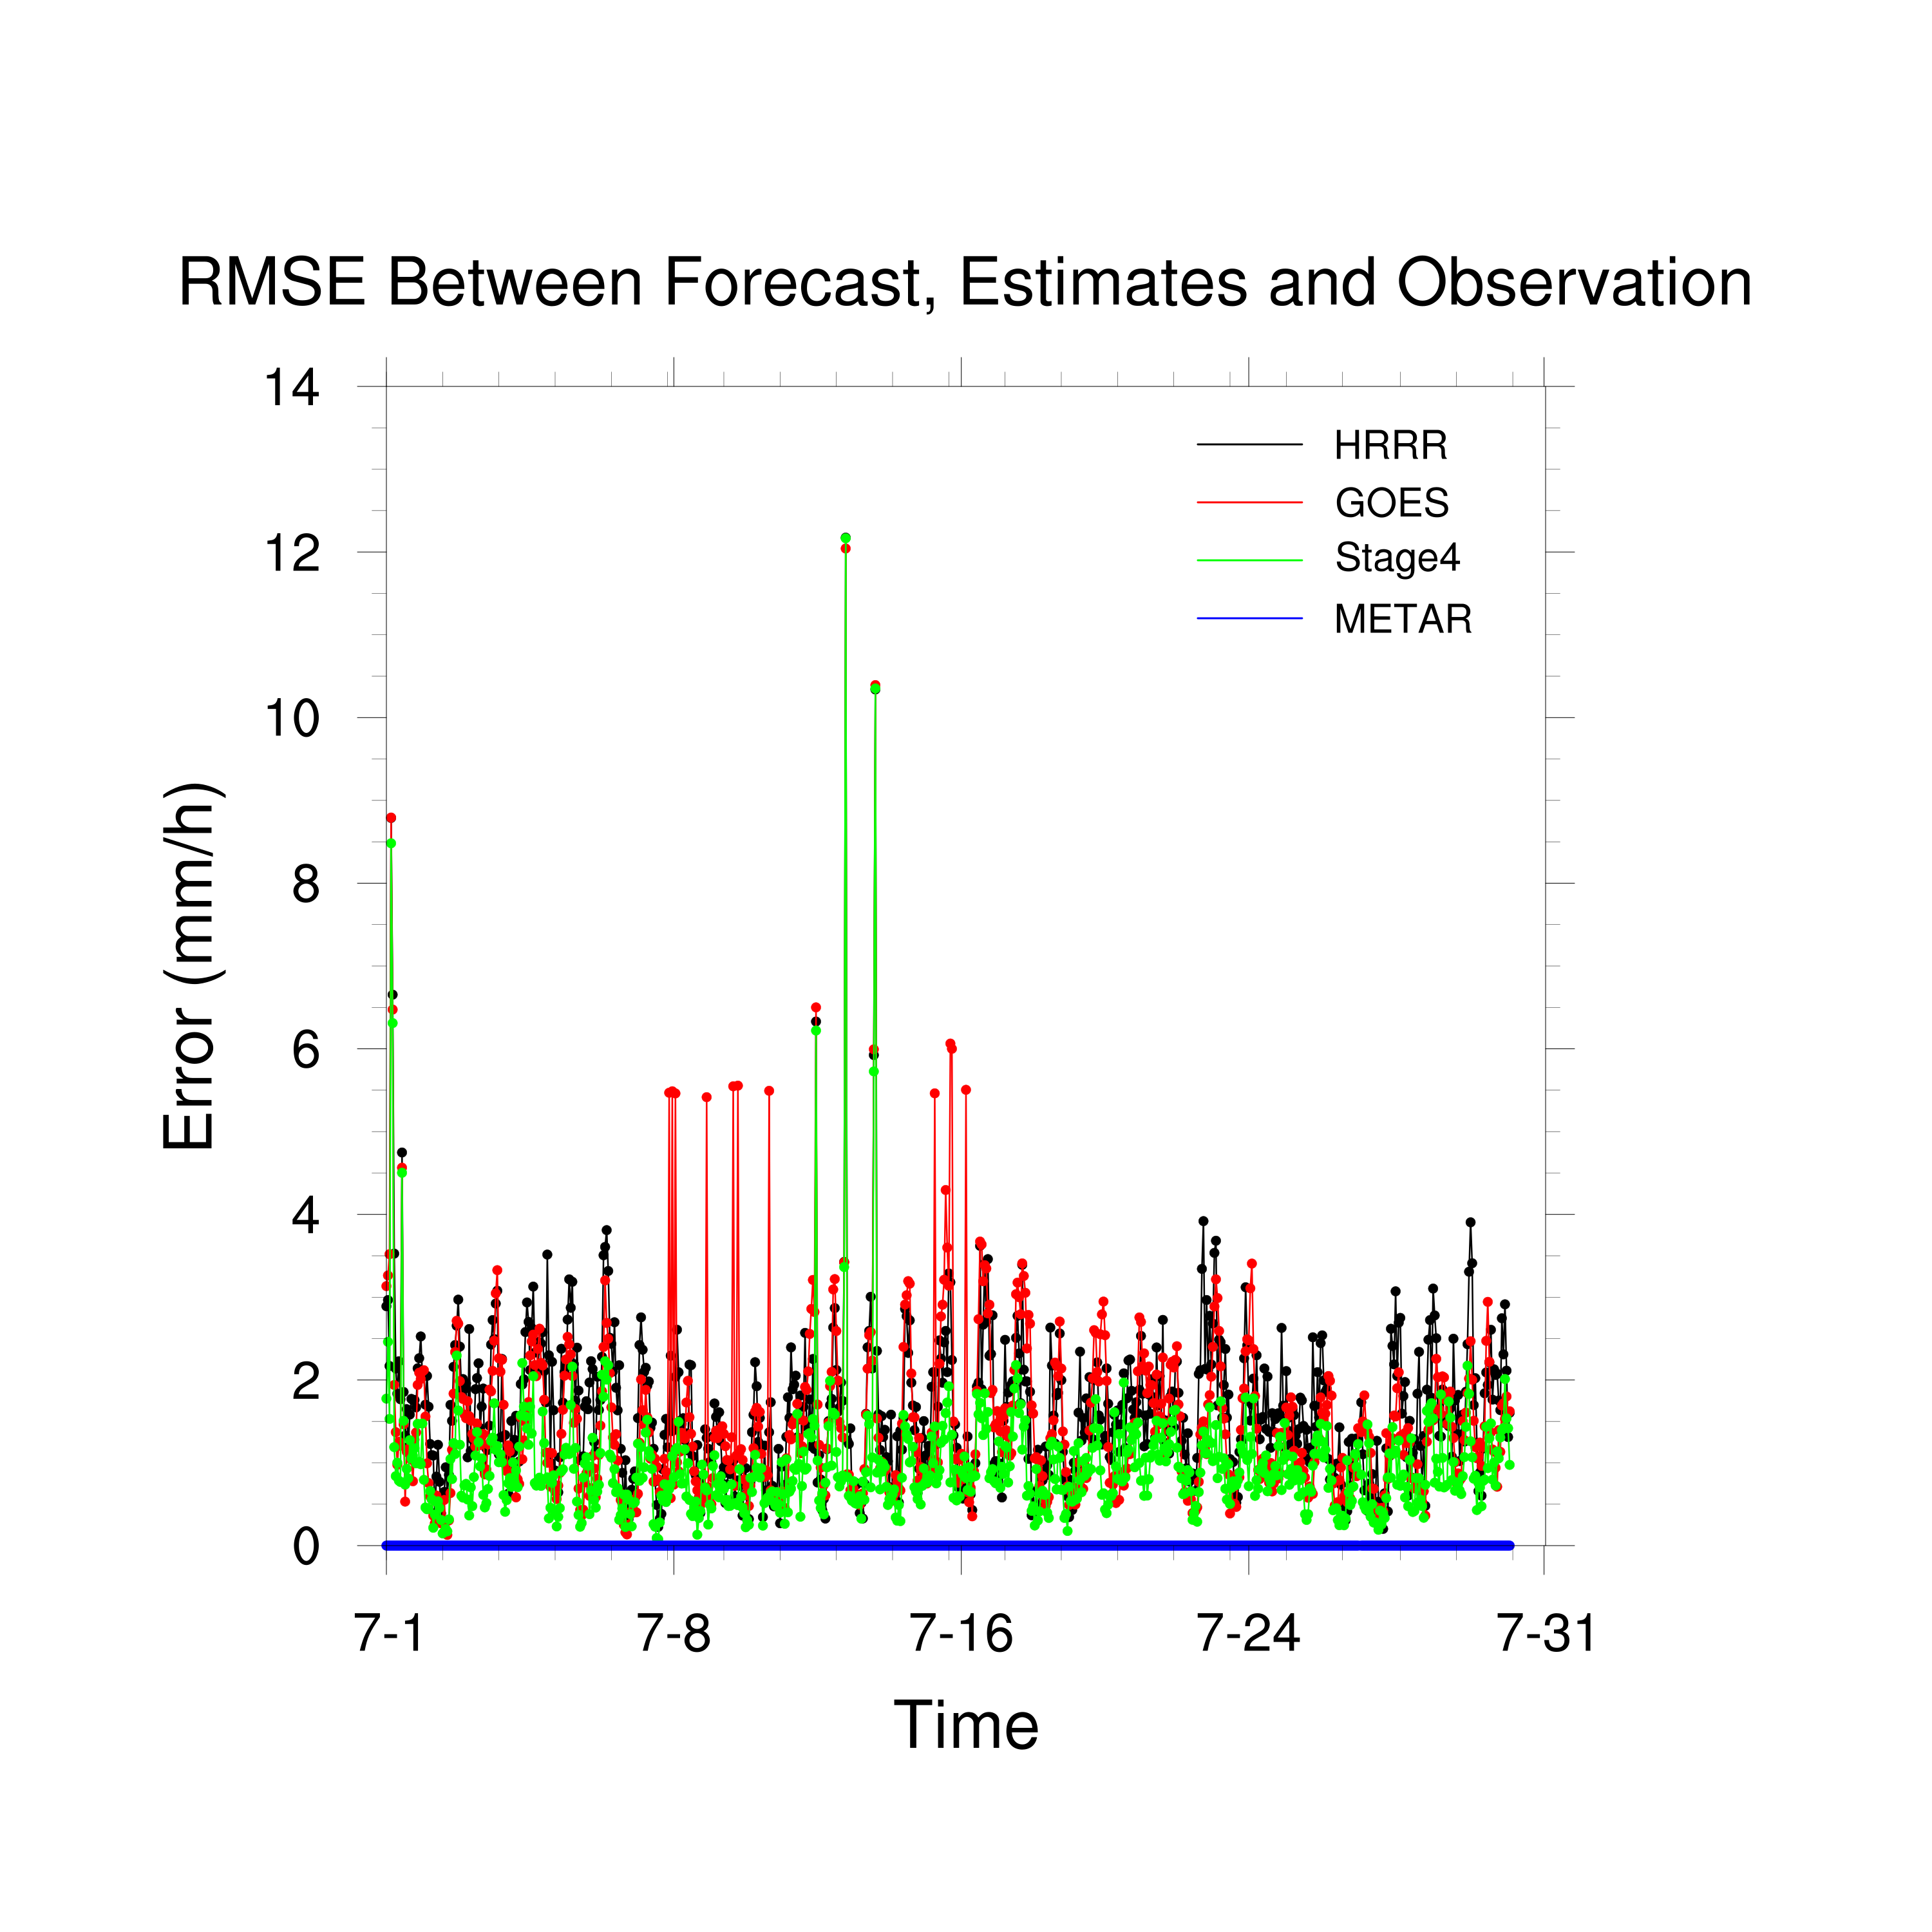 RMSE Between Forecast, Estimates and Observation
14
HRRR
GOES
12
Stage4
METAR
10
8
6
4
2
0
Error (mm/h)
7-1 7-8 7-16 7-24 7-31
Time